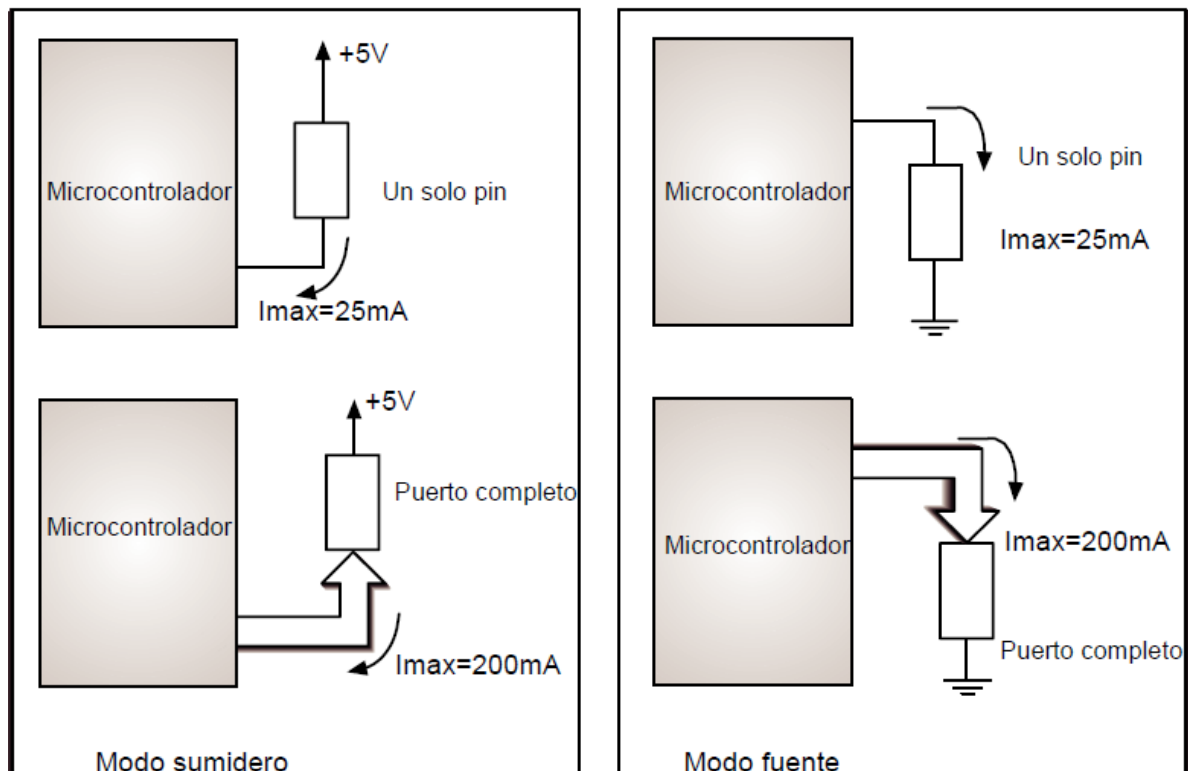 +5V
Microcontrolador
Un solo pin
Imax=25mA
+5V
Puerto completo
Microcontrolador
Imax=200mA
Modo sumidero
Microcontrolador
Un solo pin
Imax=25mA
Microcontrolador
Imax=200mA
Puerto completo
Modo fuente